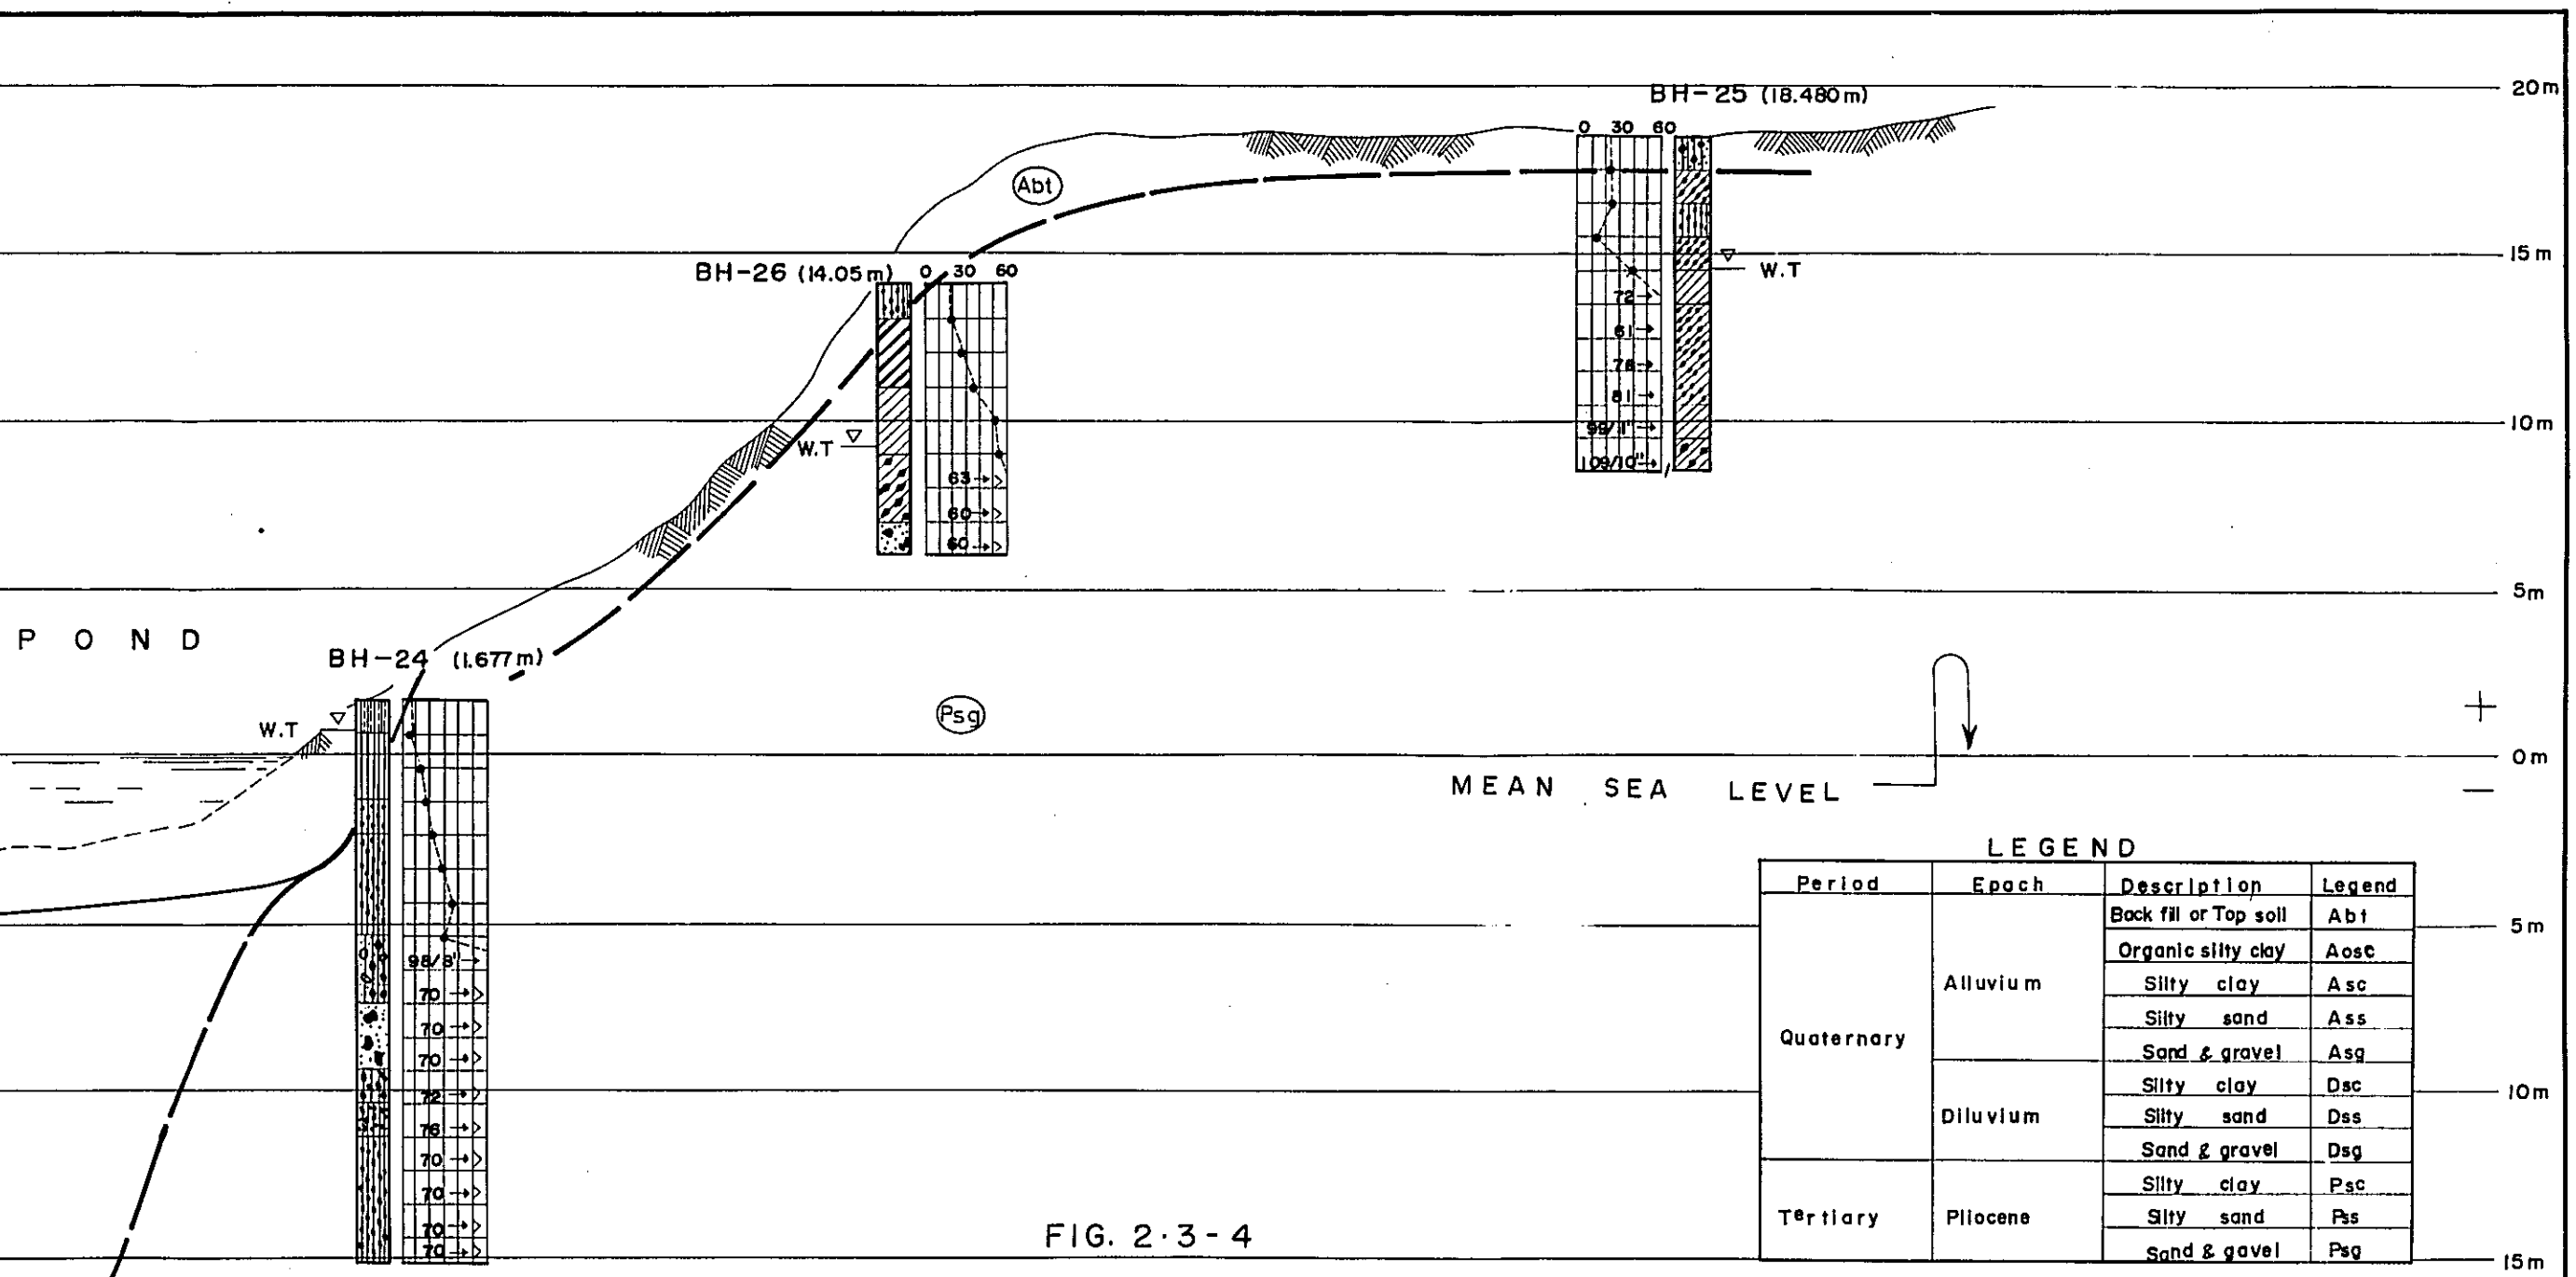 20m
BH-25 (18.480m)
0 30 60
Abt
15m
BH-26 (14.05m)
0 30 60
W.T
72
61
78
81
99/11"
109/10"
10m
W.T
63
60
60
5m
POND
BH-24 (1.677m)
W.T
Psg
+
0m
MEAN SEA LEVEL
−
98/8"
70
70
70
72
76
70
70
70
70
LEGEND
Period Epoch Description Legend
Back fill or Top soil Abt
Organic silty clay Aosc
Alluvium Silty clay Asc
Silty sand Ass
Quaternary Sand & gravel Asg
Silty clay Dsc
Diluvium Silty sand Dss
Sand & gravel Dsg
Silty clay Psc
Tertiary Pliocene Silty sand Pss
Sand & gavel Psg
5m
10m
15m
FIG. 2·3-4